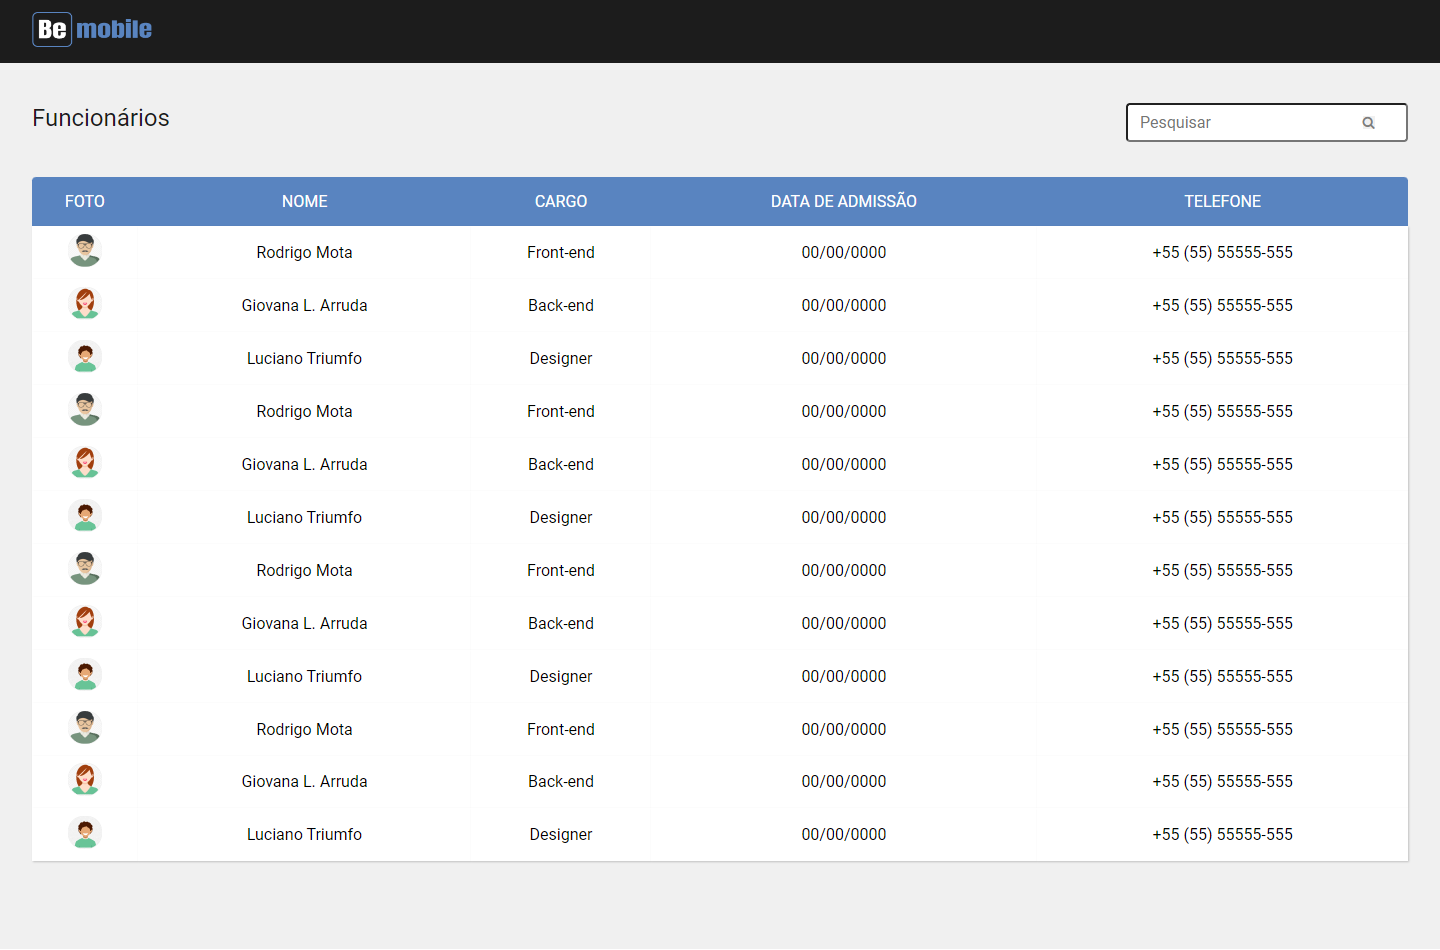 Be mobile
Funcionários
Pesquisar
FOTO NOME CARGO DATA DE ADMISSÃO TELEFONE
Rodrigo Mota Front-end 00/00/0000 +55 (55) 55555-555
Giovana L. Arruda Back-end 00/00/0000 +55 (55) 55555-555
Luciano Triumfo Designer 00/00/0000 +55 (55) 55555-555
Rodrigo Mota Front-end 00/00/0000 +55 (55) 55555-555
Giovana L. Arruda Back-end 00/00/0000 +55 (55) 55555-555
Luciano Triumfo Designer 00/00/0000 +55 (55) 55555-555
Rodrigo Mota Front-end 00/00/0000 +55 (55) 55555-555
Giovana L. Arruda Back-end 00/00/0000 +55 (55) 55555-555
Luciano Triumfo Designer 00/00/0000 +55 (55) 55555-555
Rodrigo Mota Front-end 00/00/0000 +55 (55) 55555-555
Giovana L. Arruda Back-end 00/00/0000 +55 (55) 55555-555
Luciano Triumfo Designer 00/00/0000 +55 (55) 55555-555